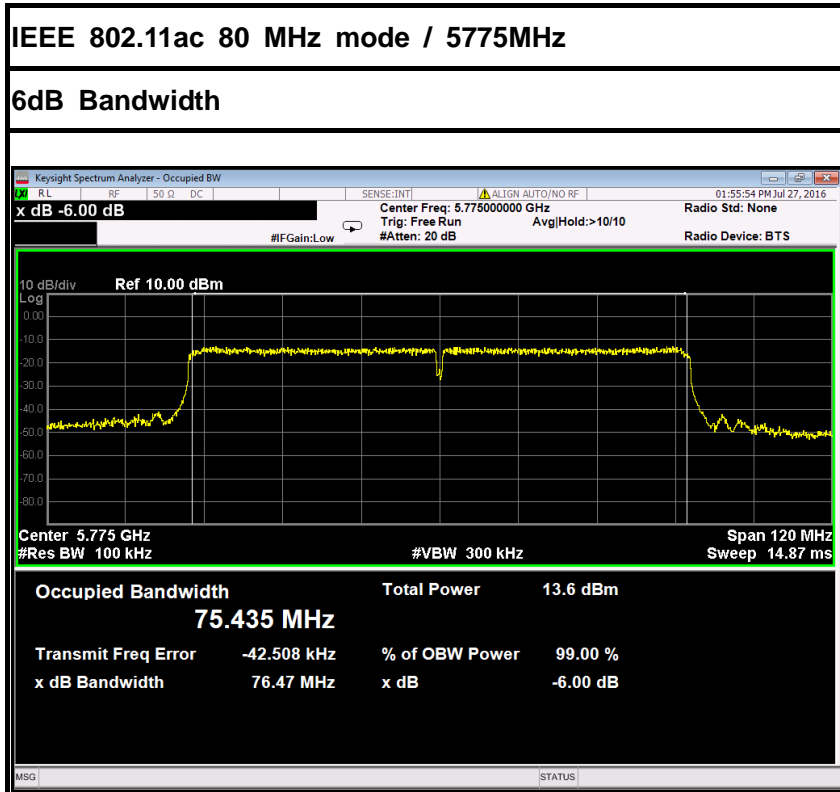 IEEE 802.11ac 80 MHz mode / 5775MHz
6dB Bandwidth
Keysight Spectrum Analyzer - Occupied BW
LXI RL RF 50 Ω DC SENSE:INT ALIGN AUTO/NO RF 01:55:54 PM Jul 27, 2016
x dB -6.00 dB Center Freq: 5.775000000 GHz Radio Std: None
Trig: Free Run Avg|Hold:>10/10
#IFGain:Low #Atten: 20 dB Radio Device: BTS
10 dB/div Ref 10.00 dBm
Log
0.00
-10.0
-20.0
-30.0
-40.0
-50.0
-60.0
-70.0
-80.0
Center 5.775 GHz Span 120 MHz
#Res BW 100 kHz #VBW 300 kHz Sweep 14.87 ms
Occupied Bandwidth Total Power 13.6 dBm
75.435 MHz
Transmit Freq Error -42.508 kHz % of OBW Power 99.00 %
x dB Bandwidth 76.47 MHz x dB -6.00 dB
MSG STATUS